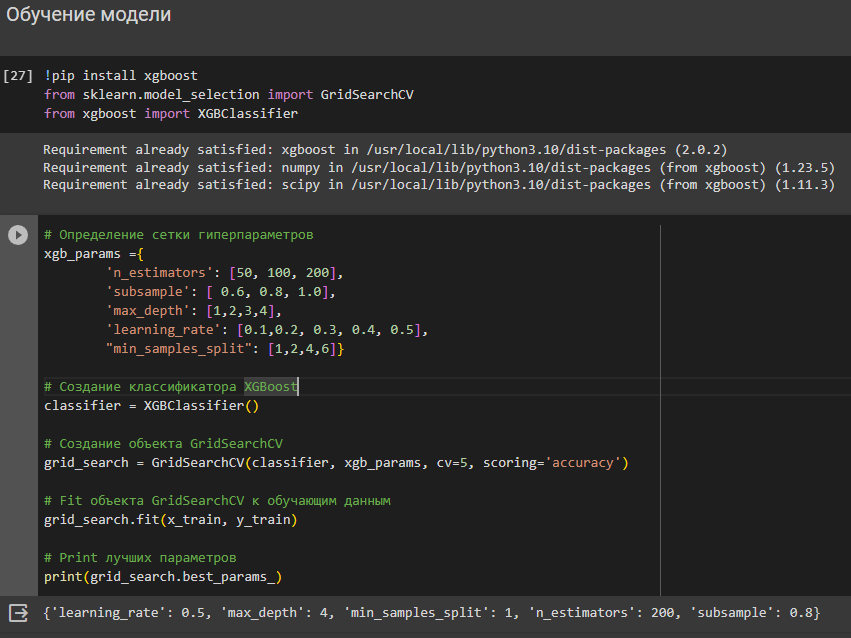 Обучение модели
[27] !pip install xgboost
from sklearn.model_selection import GridSearchCV
from xgboost import XGBClassifier
Requirement already satisfied: xgboost in /usr/local/lib/python3.10/dist-packages (2.0.2)
Requirement already satisfied: numpy in /usr/local/lib/python3.10/dist-packages (from xgboost) (1.23.5)
Requirement already satisfied: scipy in /usr/local/lib/python3.10/dist-packages (from xgboost) (1.11.3)
# Определение сетки гиперпараметров
xgb_params ={
'n_estimators': [50, 100, 200],
'subsample': [ 0.6, 0.8, 1.0],
'max_depth': [1,2,3,4],
'learning_rate': [0.1,0.2, 0.3, 0.4, 0.5],
"min_samples_split": [1,2,4,6]}
# Создание классификатора XGBoost
classifier = XGBClassifier()
# Создание объекта GridSearchCV
grid_search = GridSearchCV(classifier, xgb_params, cv=5, scoring='accuracy')
# Fit объекта GridSearchCV к обучающим данным
grid_search.fit(x_train, y_train)
# Print лучших параметров
print(grid_search.best_params_)
{'learning_rate': 0.5, 'max_depth': 4, 'min_samples_split': 1, 'n_estimators': 200, 'subsample': 0.8}